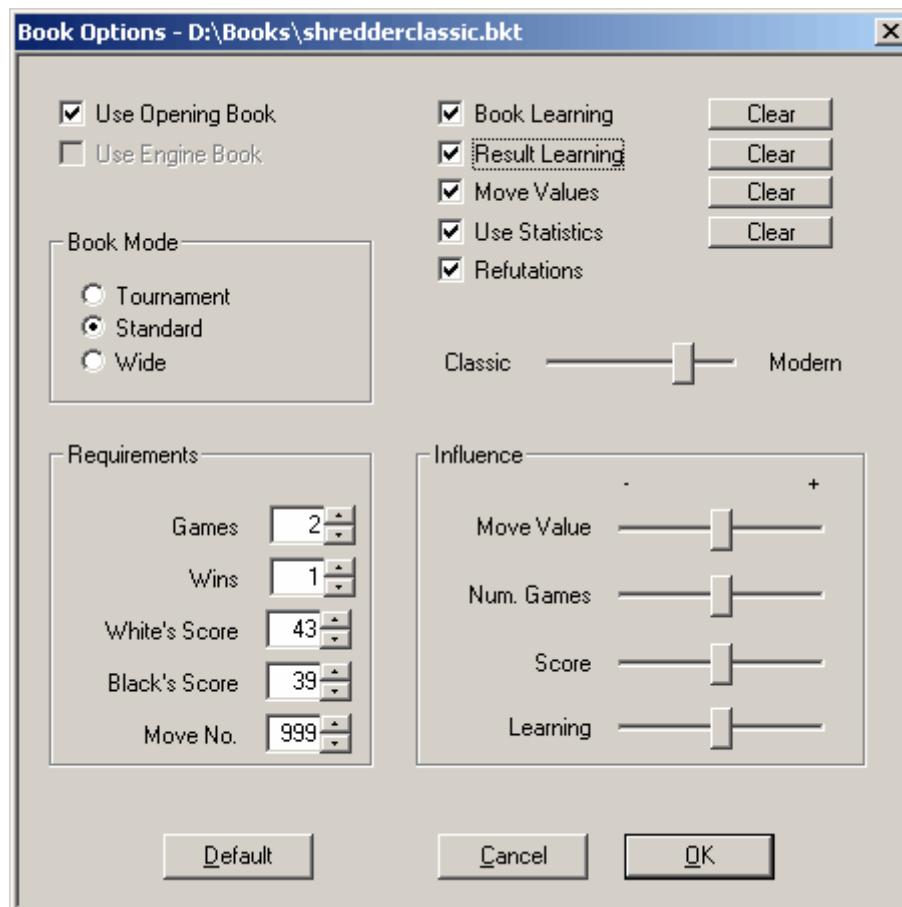 Book Options - D:\Books\shredderclassic.bkt
Use Opening Book
Use Engine Book
Book Learning Clear
Result Learning Clear
Move Values Clear
Use Statistics Clear
Refutations
Book Mode
Tournament
Standard
Wide
Classic Modern
Requirements
Games 2
Wins 1
White's Score 43
Black's Score 39
Move No. 999
Influence
- +
Move Value
Num. Games
Score
Learning
Default Cancel OK